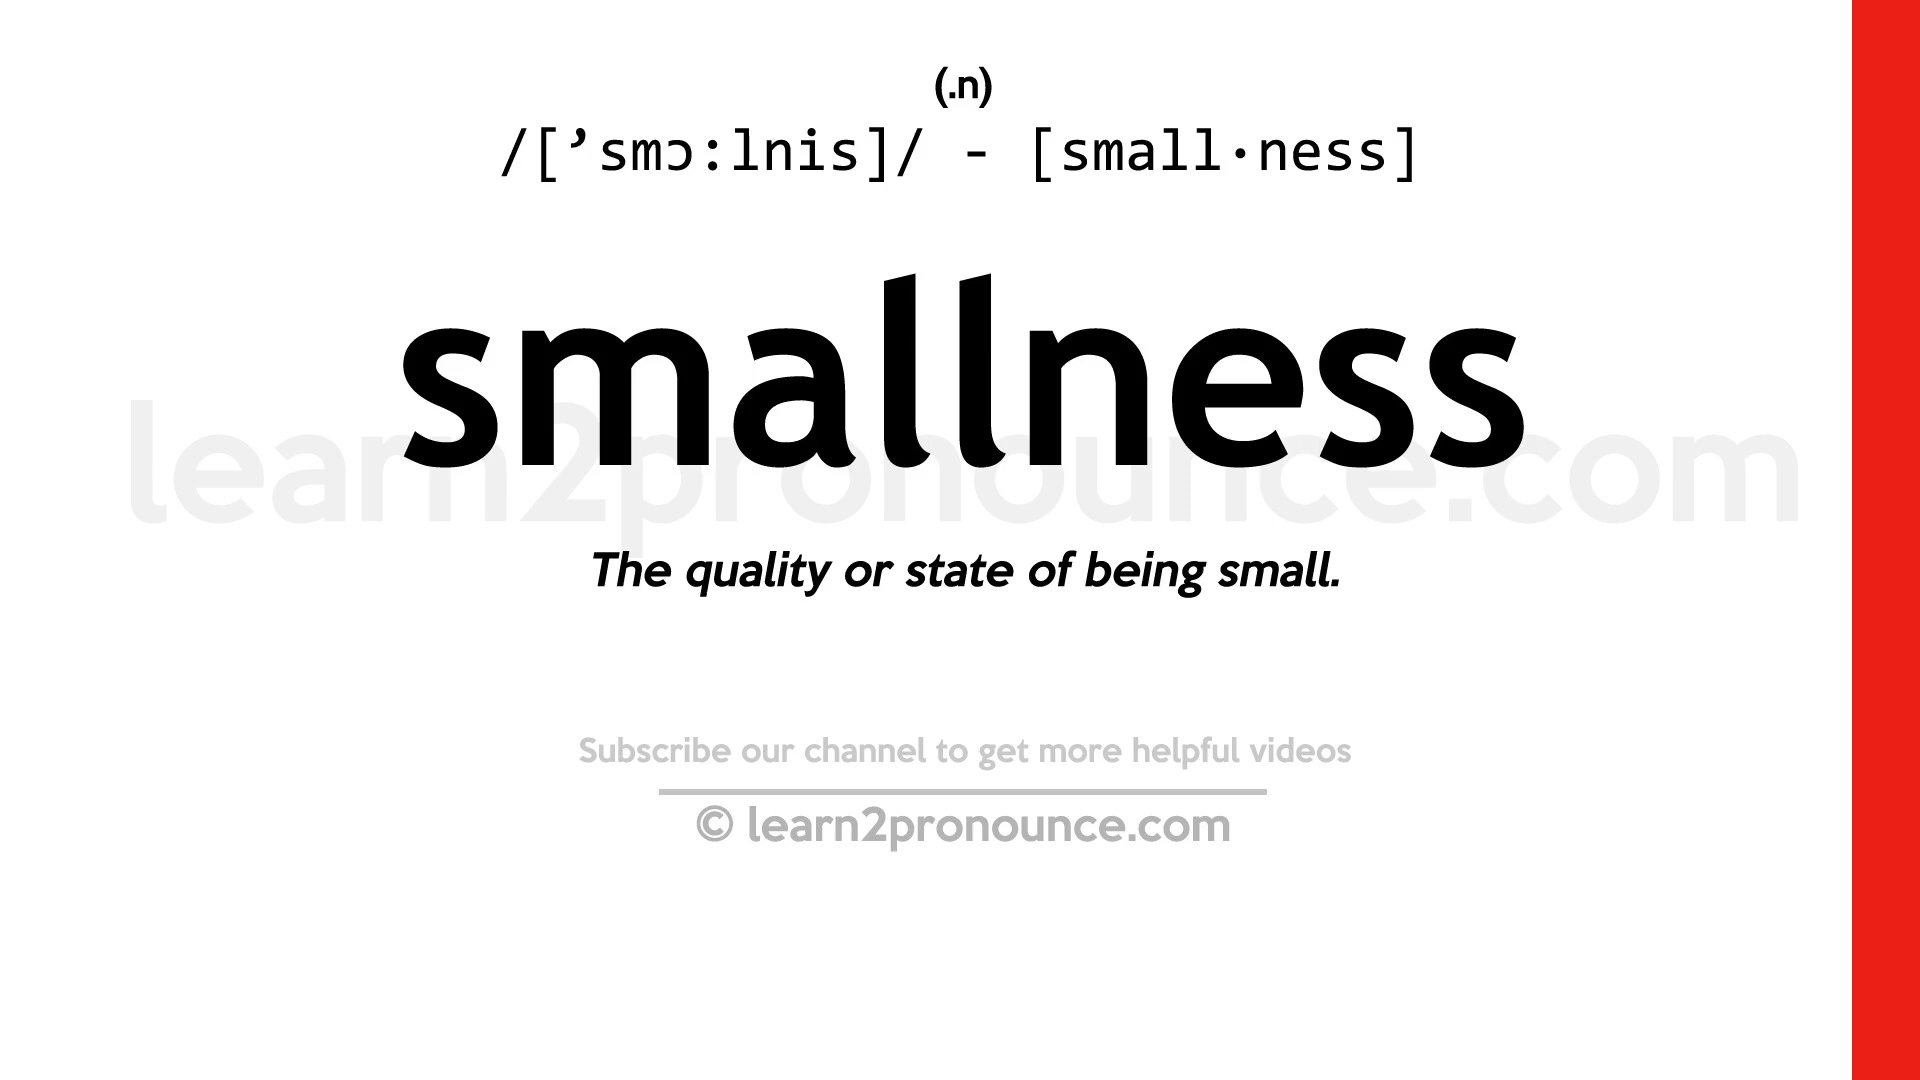 (.n)
/[’smɔ:lnis]/ - [small·ness]
smallness
learn2pronounce.com
The quality or state of being small.
Subscribe our channel to get more helpful videos
© learn2pronounce.com